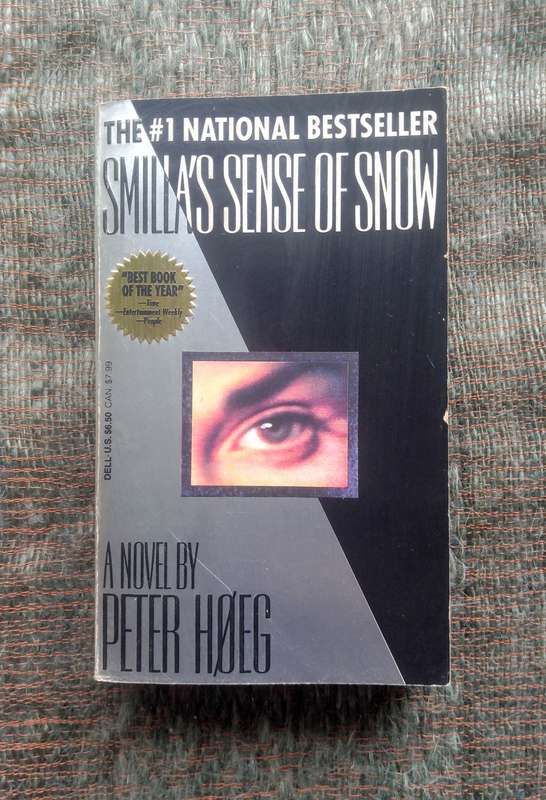 THE #1 NATIONAL BESTSELLER
SMILLA'S SENSE OF SNOW
"BEST BOOK
OF THE YEAR"
—Time
—Entertainment Weekly
—People
DELL • U.S. $6.50 CAN. $7.99
A NOVEL BY
PETER HØEG